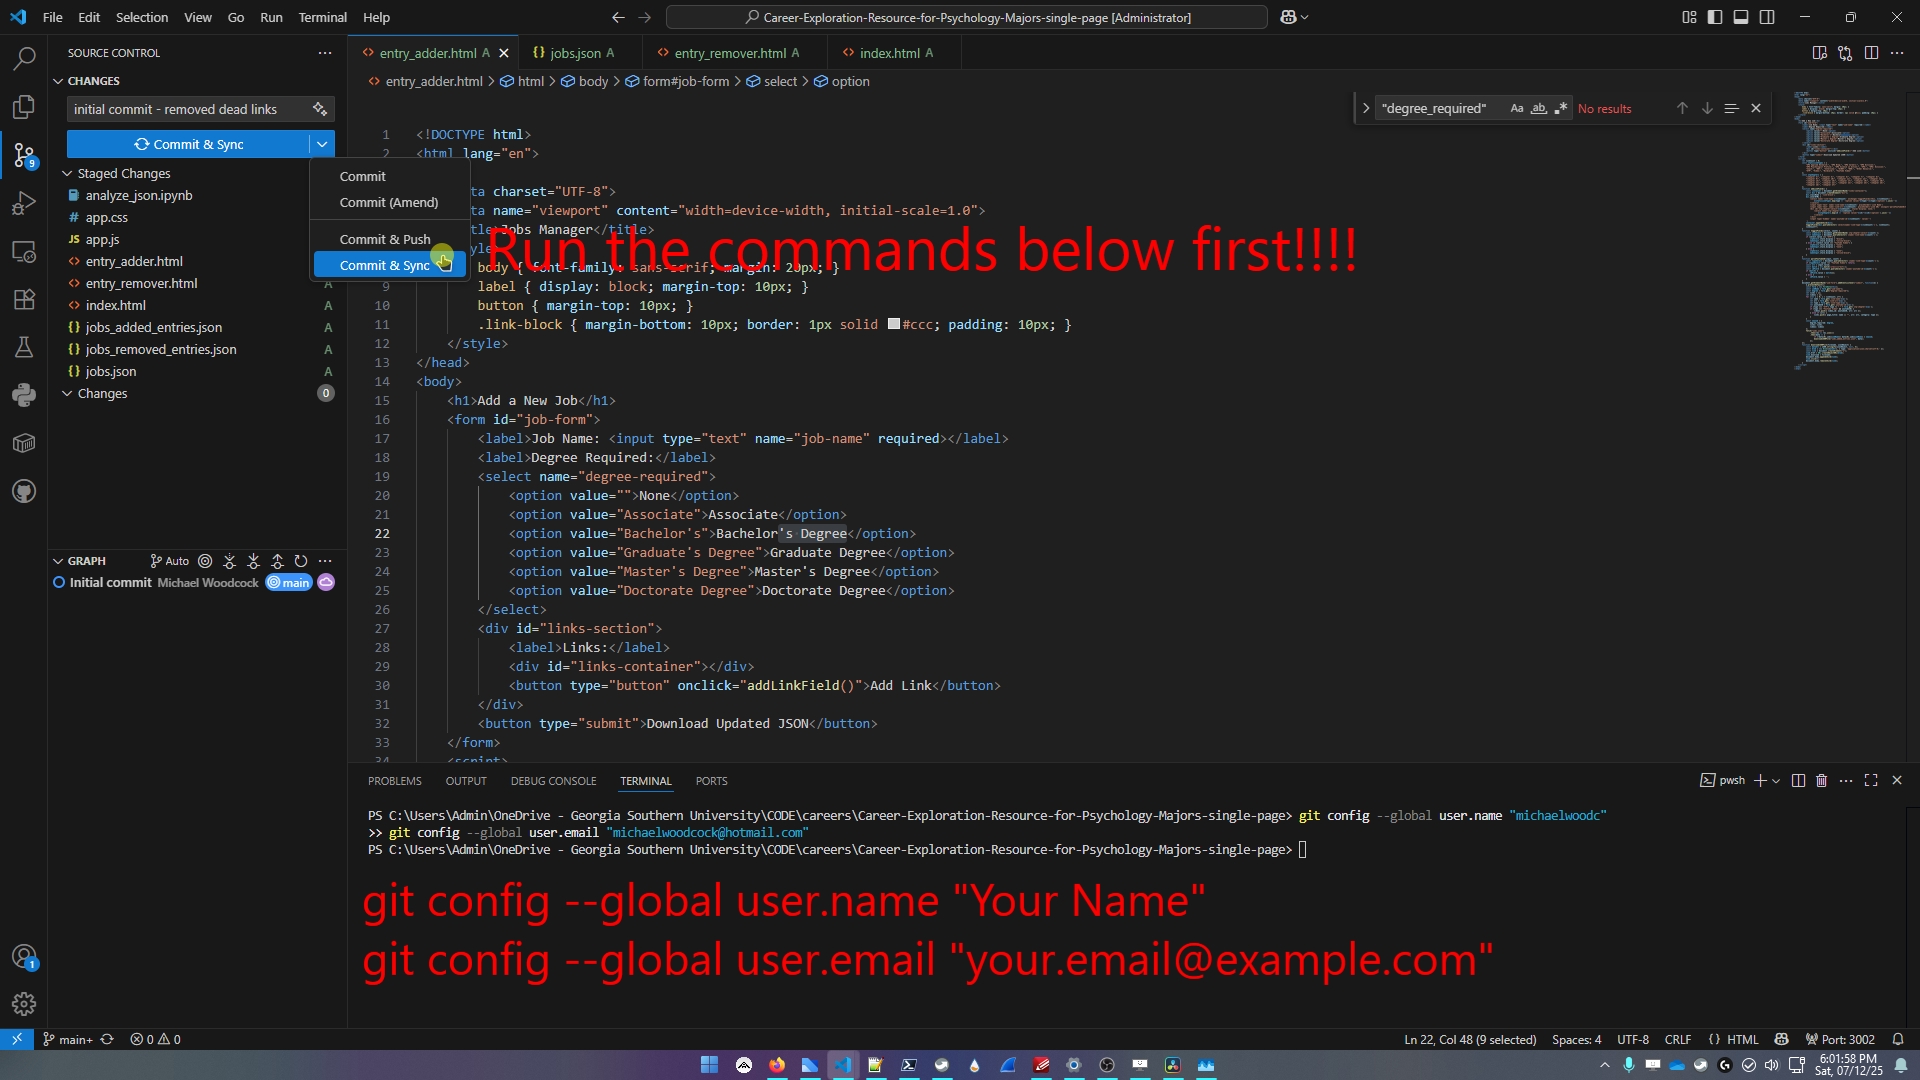 File Edit Selection View Go Run Terminal Help
Career-Exploration-Resource-for-Psychology-Majors-single-page [Administrator]
SOURCE CONTROL
CHANGES
initial commit - removed dead links
Commit & Sync
Commit
Commit (Amend)
Commit & Push
Commit & Sync
Staged Changes
analyze_json.ipynb
# app.css
JS app.js
<> entry_adder.html
<> entry_remover.html A
<> index.html A
{} jobs_added_entries.json A
{} jobs_removed_entries.json A
{} jobs.json A
Changes 0
GRAPH Auto
Initial commit Michael Woodcock main
<> entry_adder.html A
{} jobs.json A
<> entry_remover.html A
<> index.html A
<> entry_adder.html > html > body > form#job-form > select > option
"degree_required" Aa ab .* No results
1 <!DOCTYPE html>
2 <html lang="en">
ta charset="UTF-8">
ta name="viewport" content="width=device-width, initial-scale=1.0">
tle>Jobs Manager</title>
yle>
Run the commands below first!!!!
body { font-family: sans-serif; margin: 20px; }
9 label { display: block; margin-top: 10px; }
10 button { margin-top: 10px; }
11 .link-block { margin-bottom: 10px; border: 1px solid #ccc; padding: 10px; }
12 </style>
13 </head>
14 <body>
15 <h1>Add a New Job</h1>
16 <form id="job-form">
17 <label>Job Name: <input type="text" name="job-name" required></label>
18 <label>Degree Required:</label>
19 <select name="degree-required">
20 <option value="">None</option>
21 <option value="Associate">Associate</option>
22 <option value="Bachelor's">Bachelor's Degree</option>
23 <option value="Graduate's Degree">Graduate Degree</option>
24 <option value="Master's Degree">Master's Degree</option>
25 <option value="Doctorate Degree">Doctorate Degree</option>
26 </select>
27 <div id="links-section">
28 <label>Links:</label>
29 <div id="links-container"></div>
30 <button type="button" onclick="addLinkField()">Add Link</button>
31 </div>
32 <button type="submit">Download Updated JSON</button>
33 </form>
34 <script>
PROBLEMS OUTPUT DEBUG CONSOLE TERMINAL PORTS
pwsh
PS C:\Users\Admin\OneDrive - Georgia Southern University\CODE\careers\Career-Exploration-Resource-for-Psychology-Majors-single-page> git config --global user.name "michaelwoodc"
>> git config --global user.email "michaelwoodcock@hotmail.com"
PS C:\Users\Admin\OneDrive - Georgia Southern University\CODE\careers\Career-Exploration-Resource-for-Psychology-Majors-single-page>
git config --global user.name "Your Name"
git config --global user.email "your.email@example.com"
9
1
main+ 0 0
Ln 22, Col 48 (9 selected) Spaces: 4 UTF-8 CRLF {} HTML Port: 3002
6:01:58 PM
Sat, 07/12/25